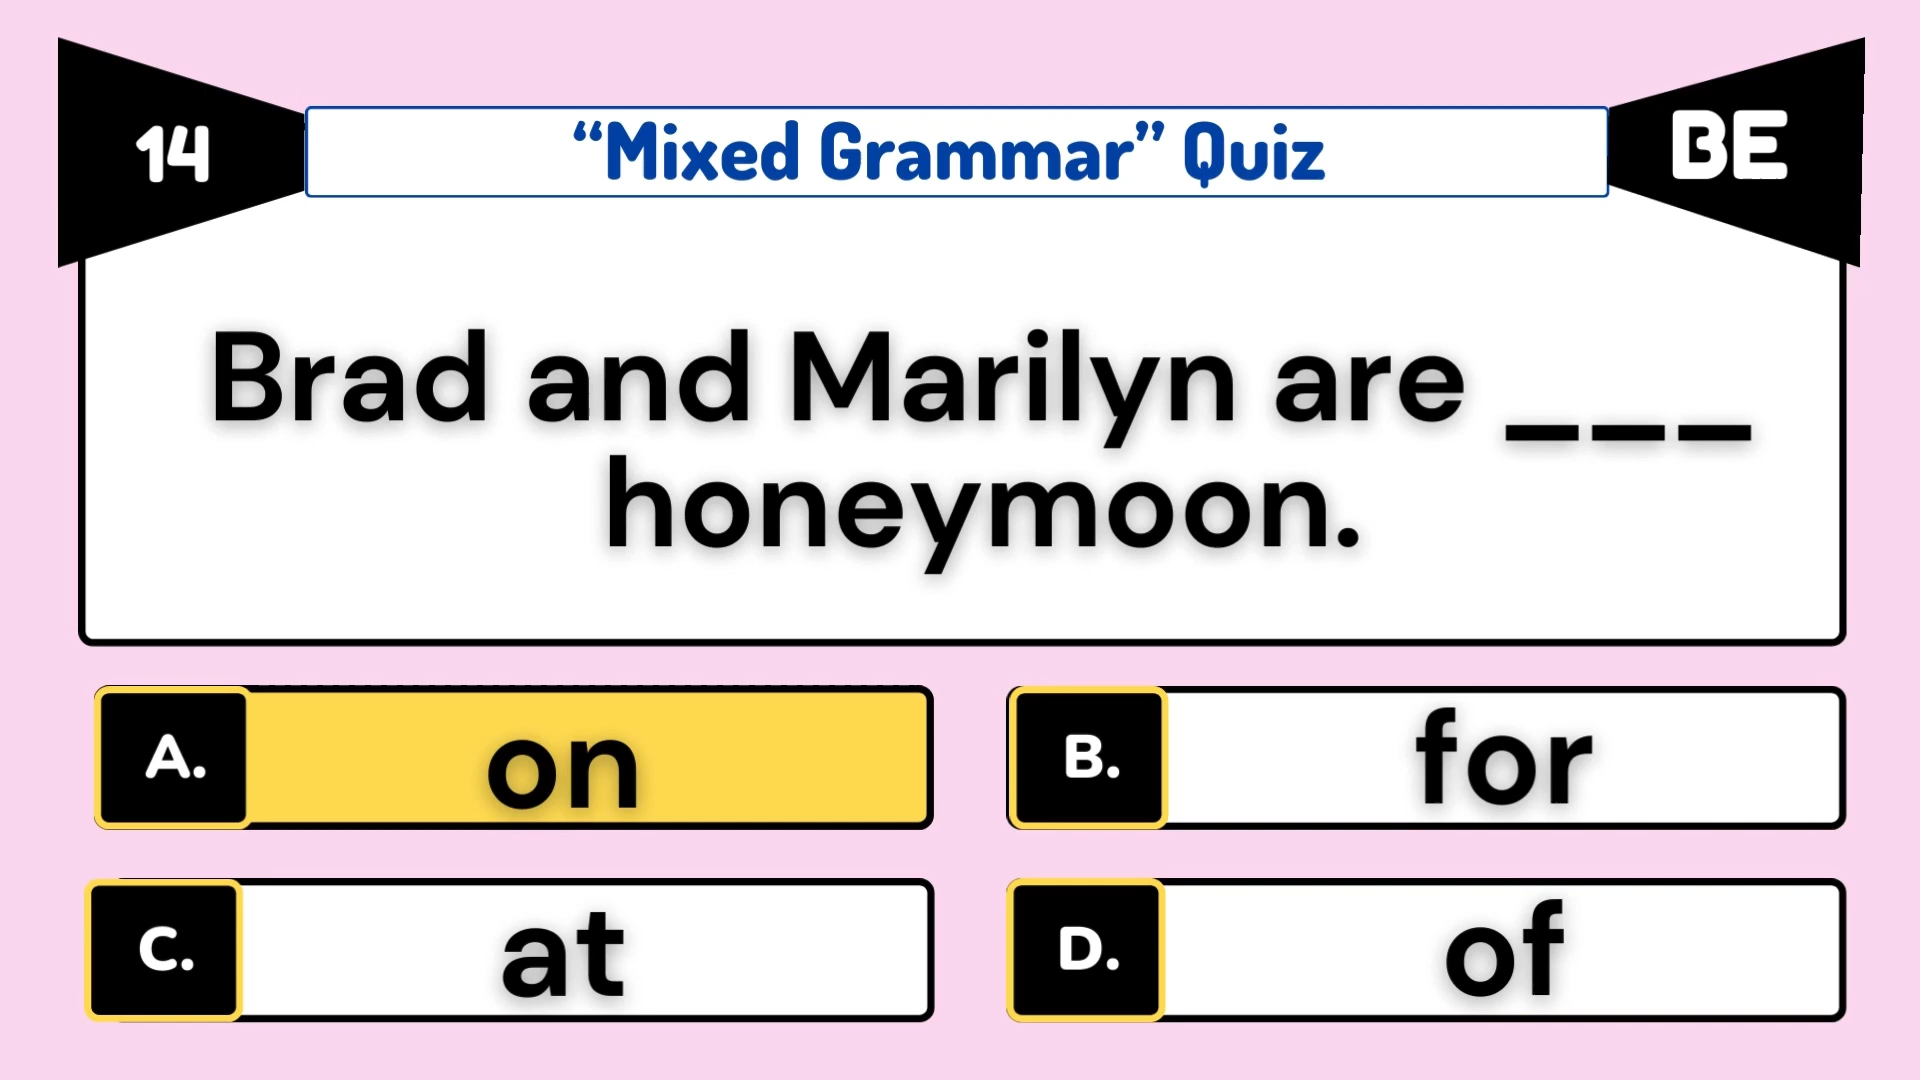 14
“Mixed Grammar” Quiz
BE
Brad and Marilyn are ___
honeymoon.
A. on
B. for
C. at
D. of